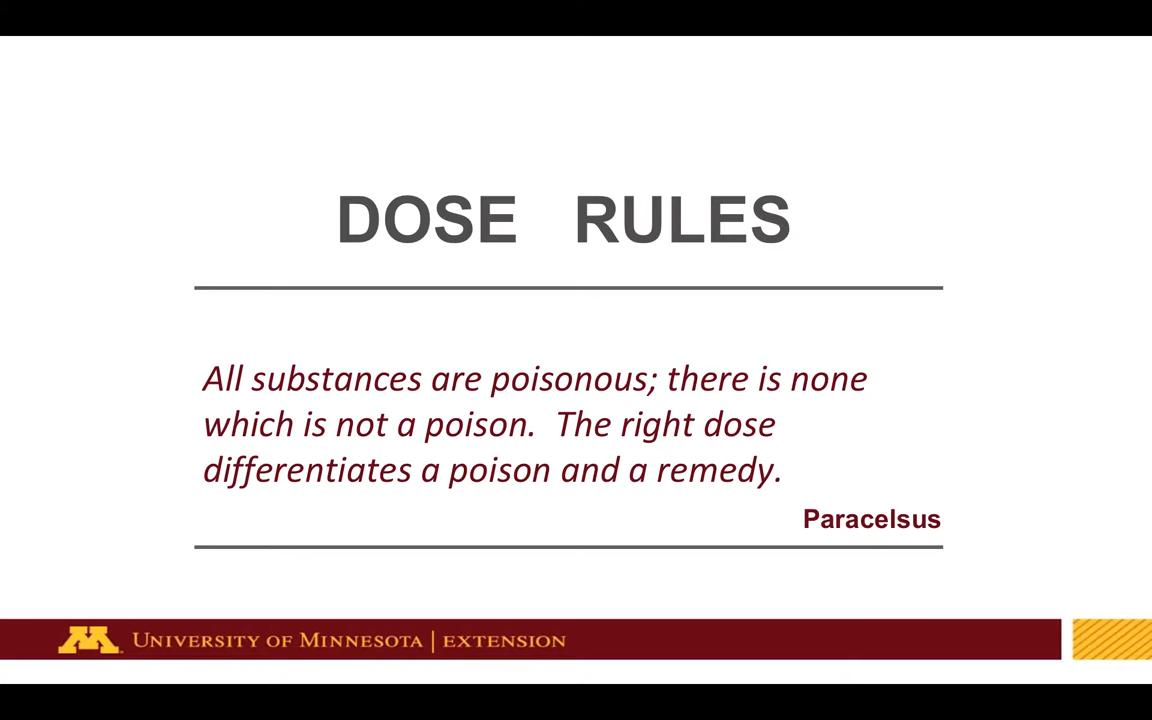 DOSE RULES
All substances are poisonous; there is none
which is not a poison. The right dose
differentiates a poison and a remedy.
Paracelsus
M UNIVERSITY OF MINNESOTA | EXTENSION